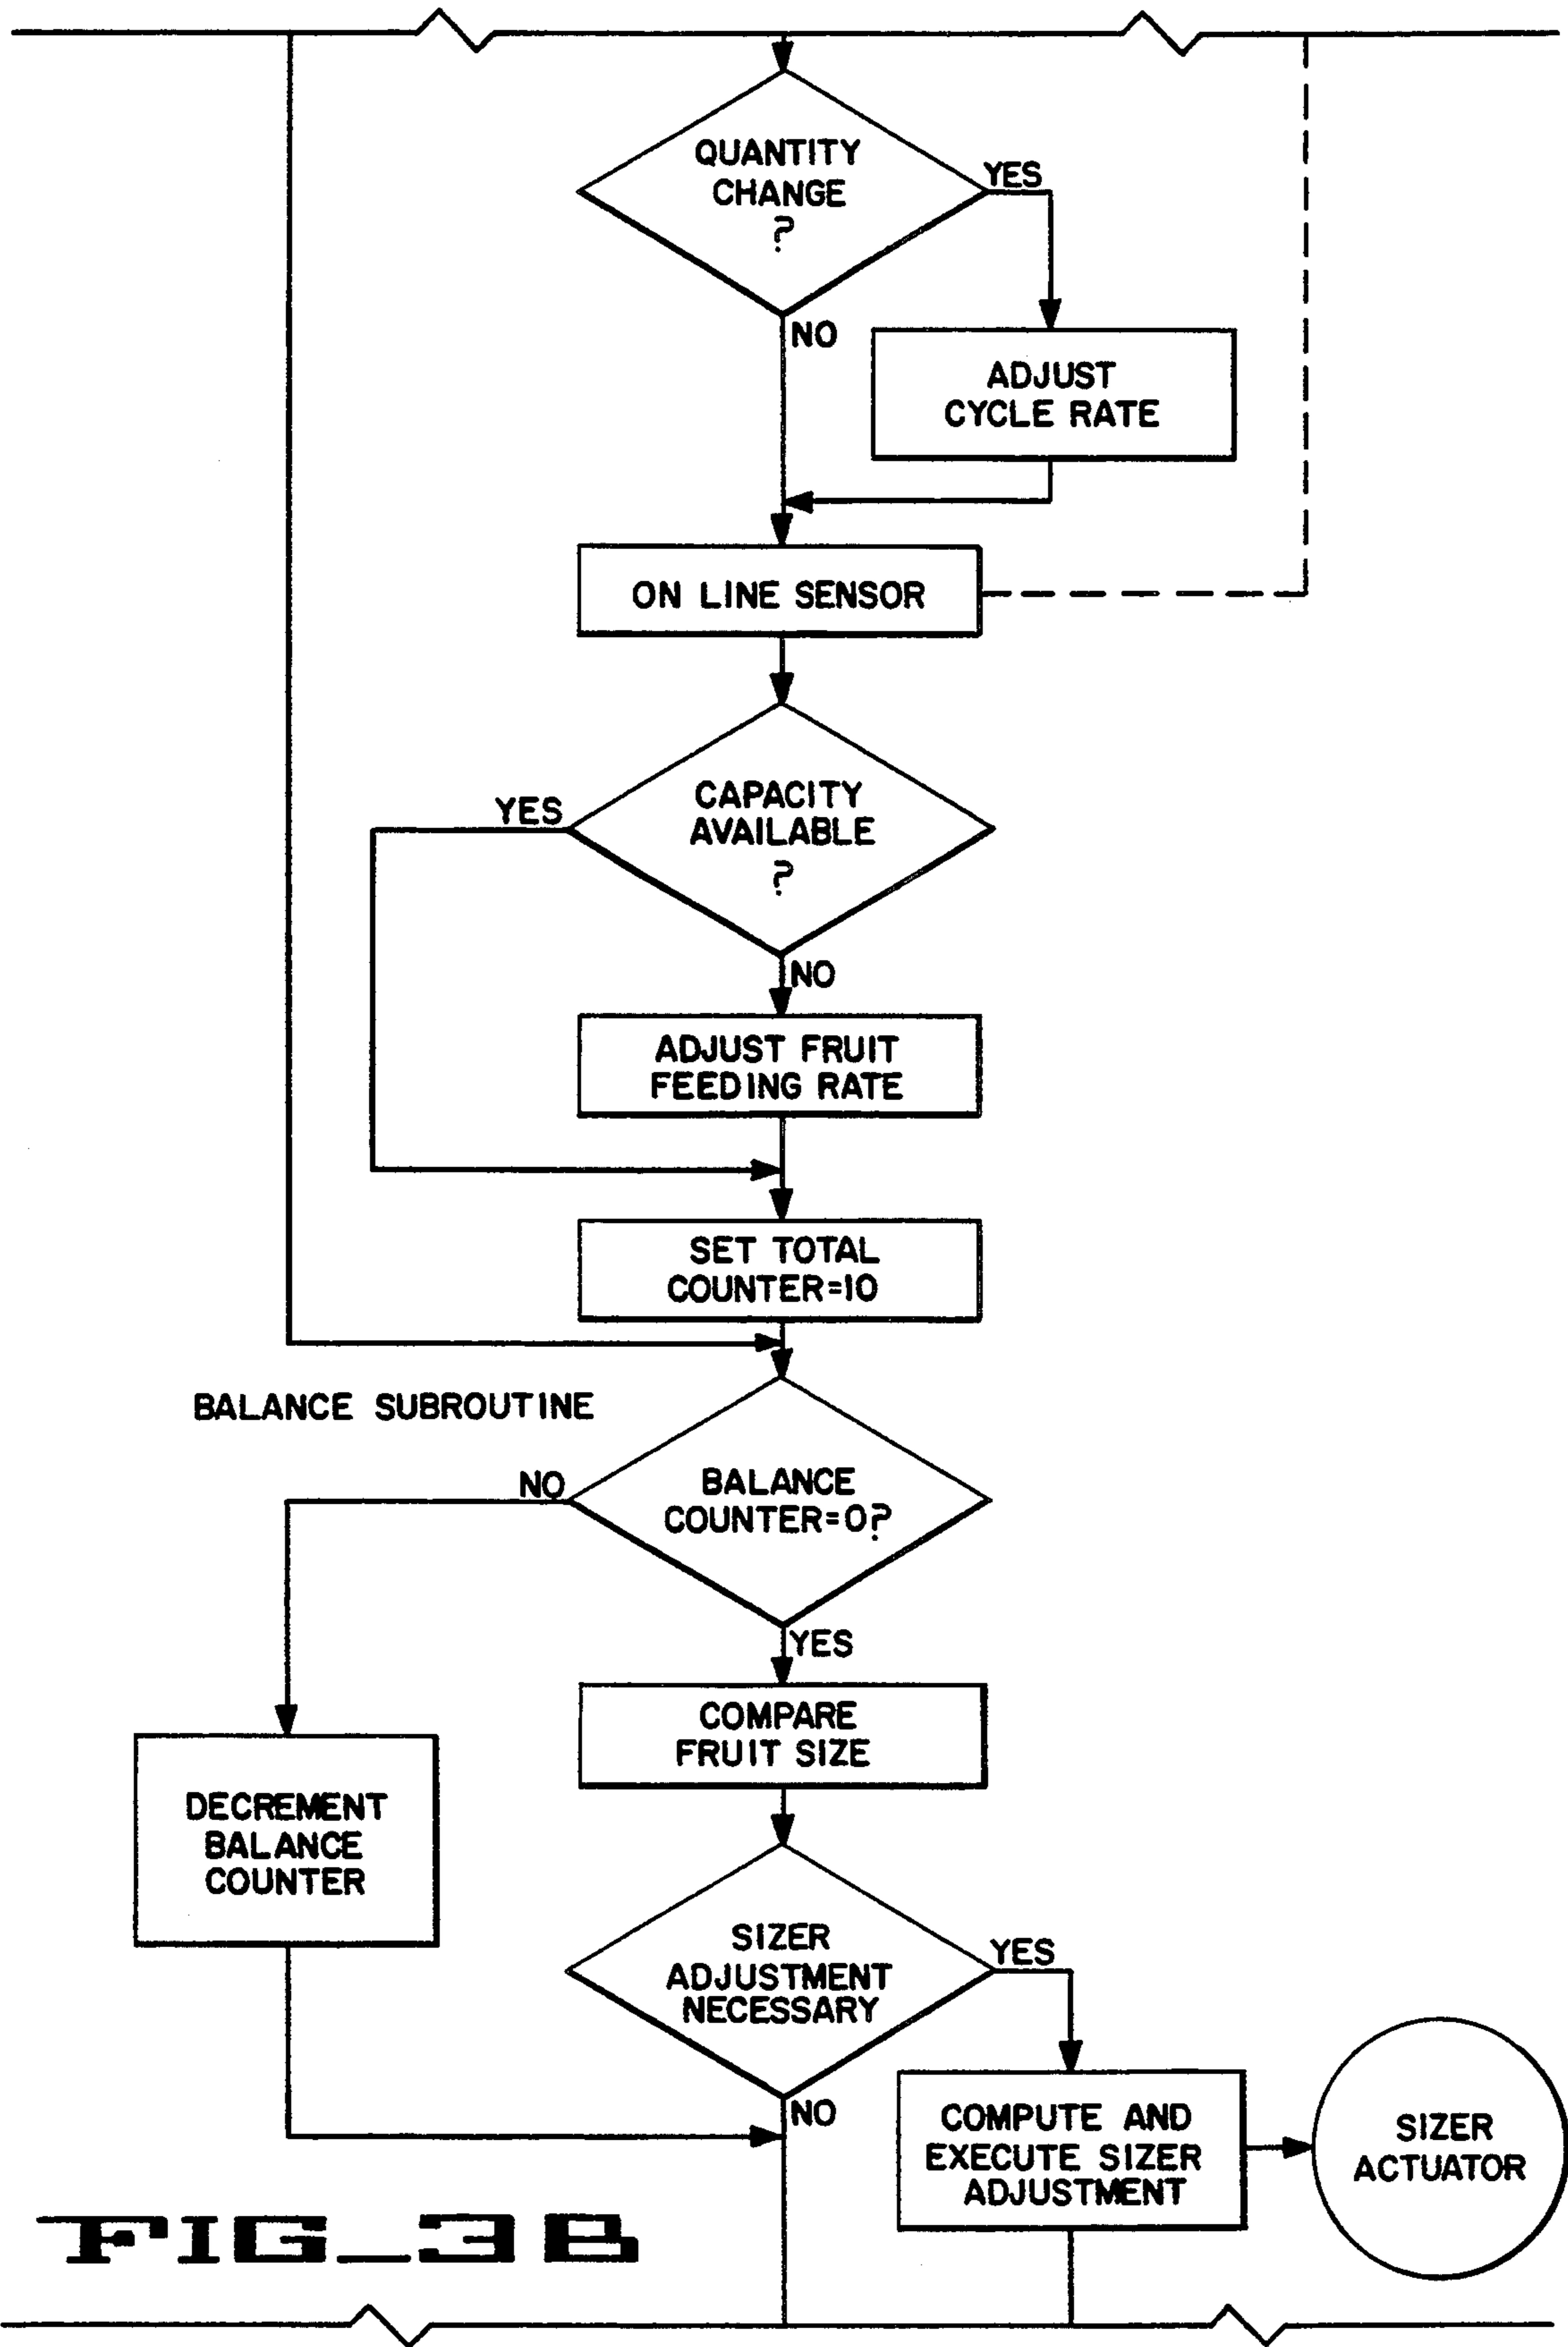 QUANTITY
CHANGE
?
YES
NO
ADJUST
CYCLE RATE
ON LINE SENSOR
CAPACITY
AVAILABLE
?
YES
NO
ADJUST FRUIT
FEEDING RATE
SET TOTAL
COUNTER=10
BALANCE SUBROUTINE
BALANCE
COUNTER=0?
NO
YES
COMPARE
FRUIT SIZE
DECREMENT
BALANCE
COUNTER
SIZER
ADJUSTMENT
NECESSARY
YES
NO
COMPUTE AND
EXECUTE SIZER
ADJUSTMENT
SIZER
ACTUATOR
FIG_3B